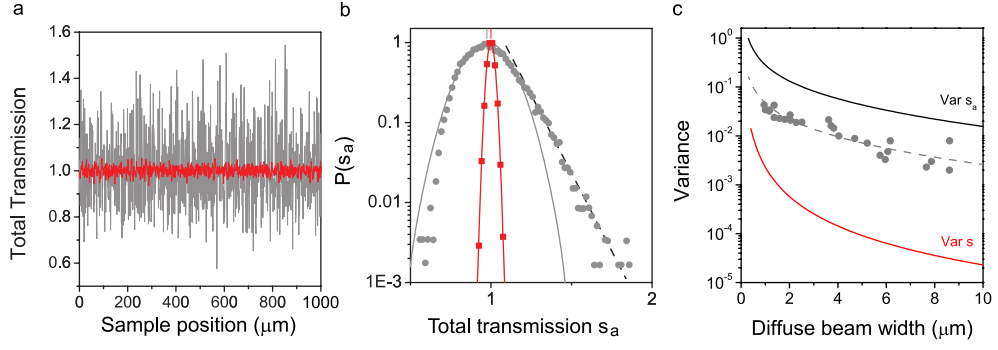 a
1.6
1.4
1.2
1.0
0.8
0.6
0 200 400 600 800 1000
Sample position (μm)
Total Transmission
b
1
0.1
0.01
1E-3
1 2
Total transmission sa
P(sa)
c
10⁰
10⁻¹
10⁻²
10⁻³
10⁻⁴
10⁻⁵
Var sa
Var s
0 2 4 6 8 10
Diffuse beam width (μm)
Variance